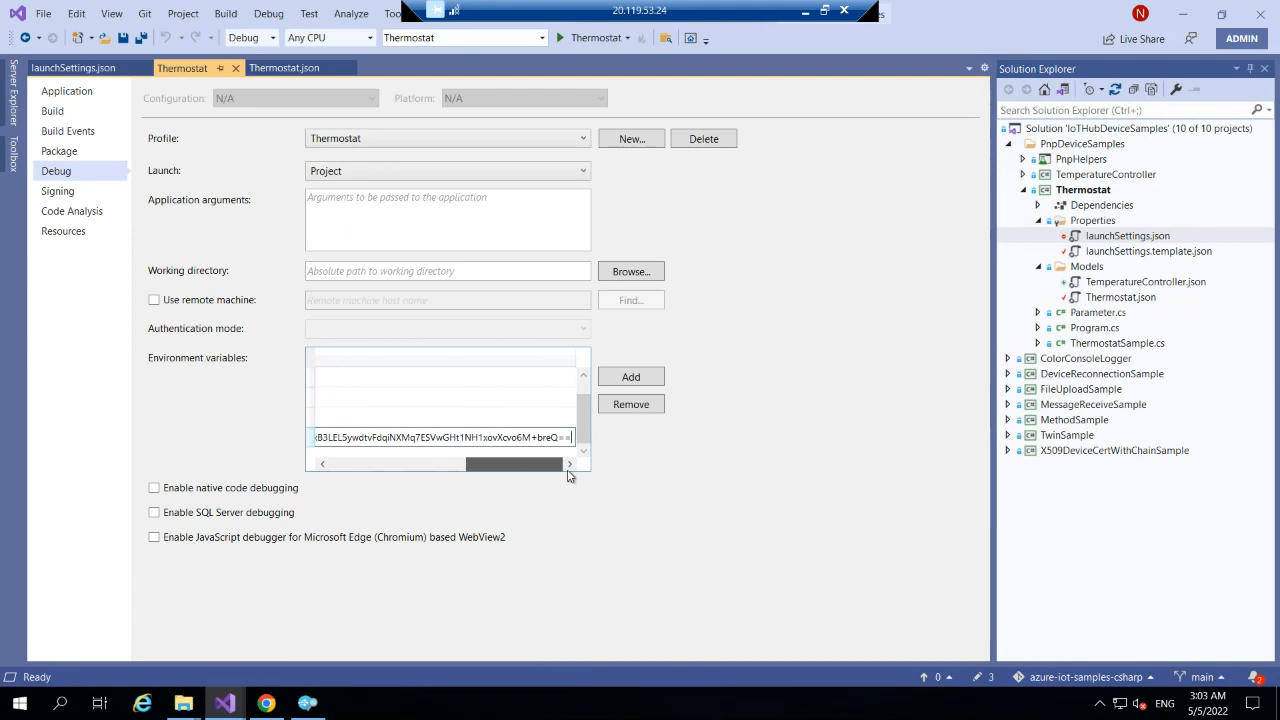 File Edit View Git Project Build Debug Test Analyze
20.119.53.24
N
Debug Any CPU Thermostat Thermostat
Live Share ADMIN
Server Explorer
Toolbox
launchSettings.json Thermostat Thermostat.json
Application
Build
Build Events
Package
Debug
Signing
Code Analysis
Resources
Configuration: N/A Platform: N/A
Profile: Thermostat New... Delete
Launch: Project
Application arguments: Arguments to be passed to the application
Working directory: Absolute path to working directory Browse...
Use remote machine: Remote machine host name Find...
Authentication mode:
Environment variables:
Add
Remove
B3LEL5ywdtvFdqiNXMq7ESVwGHt1NH1xovXcvo6M+breQ==
Enable native code debugging
Enable SQL Server debugging
Enable JavaScript debugger for Microsoft Edge (Chromium) based WebView2
Solution Explorer
Search Solution Explorer (Ctrl+;)
Solution 'IoTHubDeviceSamples' (10 of 10 projects)
PnpDeviceSamples
PnpHelpers
TemperatureController
Thermostat
Dependencies
Properties
launchSettings.json
launchSettings.template.json
Models
TemperatureController.json
Thermostat.json
C# Parameter.cs
C# Program.cs
C# ThermostatSample.cs
ColorConsoleLogger
DeviceReconnectionSample
FileUploadSample
MessageReceiveSample
MethodSample
TwinSample
X509DeviceCertWithChainSample
Ready 0 3 azure-iot-samples-csharp main 2
ENG
3:03 AM
5/5/2022